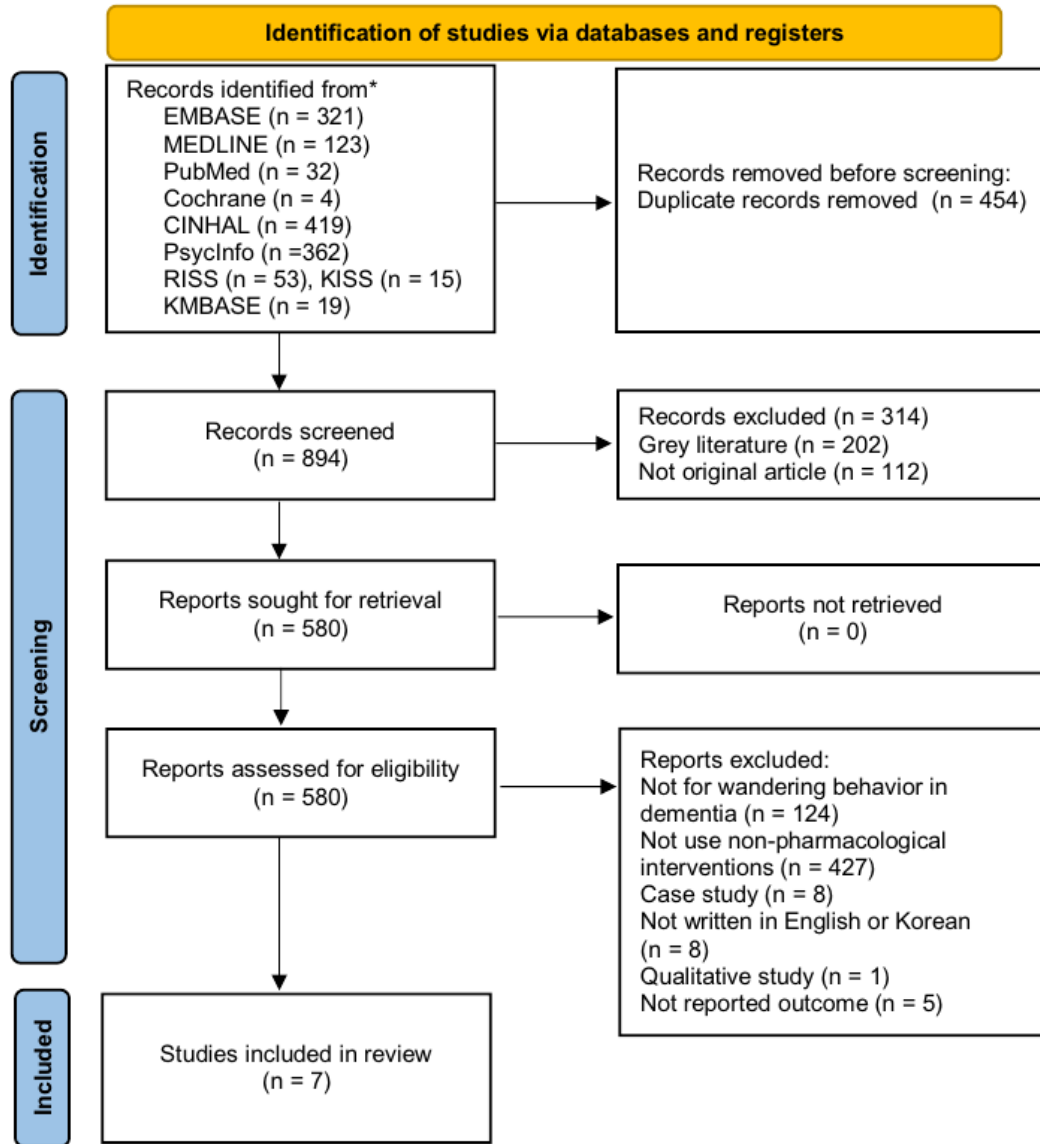 Identification of studies via databases and registers
Identification
Records identified from*
EMBASE (n = 321)
MEDLINE (n = 123)
PubMed (n = 32)
Cochrane (n = 4)
CINHAL (n = 419)
PsycInfo (n =362)
RISS (n = 53), KISS (n = 15)
KMBASE (n = 19)
Records removed before screening:
Duplicate records removed (n = 454)
Screening
Records screened
(n = 894)
Records excluded (n = 314)
Grey literature (n = 202)
Not original article (n = 112)
Reports sought for retrieval
(n = 580)
Reports not retrieved
(n = 0)
Reports assessed for eligibility
(n = 580)
Reports excluded:
Not for wandering behavior in
dementia (n = 124)
Not use non-pharmacological
interventions (n = 427)
Case study (n = 8)
Not written in English or Korean
(n = 8)
Qualitative study (n = 1)
Not reported outcome (n = 5)
Included
Studies included in review
(n = 7)